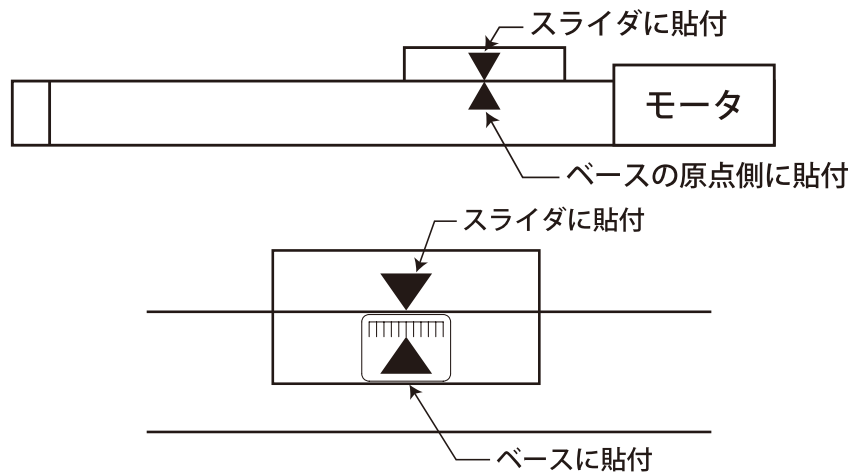 スライダに貼付
モータ
ベースの原点側に貼付
スライダに貼付
ベースに貼付